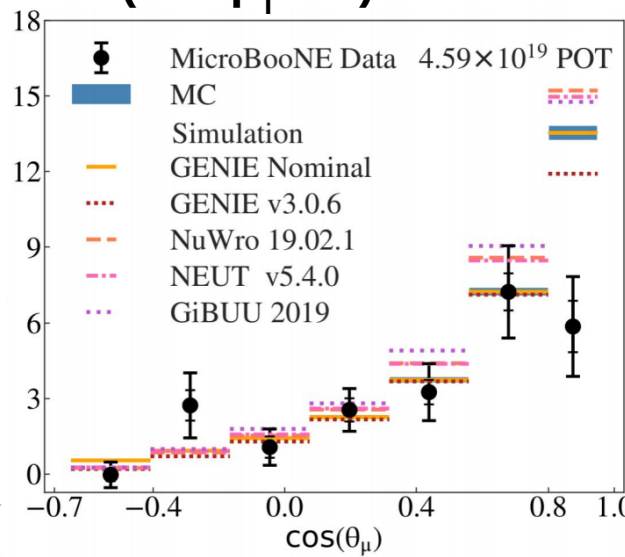 18
MicroBooNE Data 4.59×10¹⁹ POT
15
MC
Simulation
12
GENIE Nominal
GENIE v3.0.6
9
NuWro 19.02.1
NEUT v5.4.0
6
GiBUU 2019
3
0
−0.7 −0.4 0.0 0.4 0.8 1.0
cos(θμ)